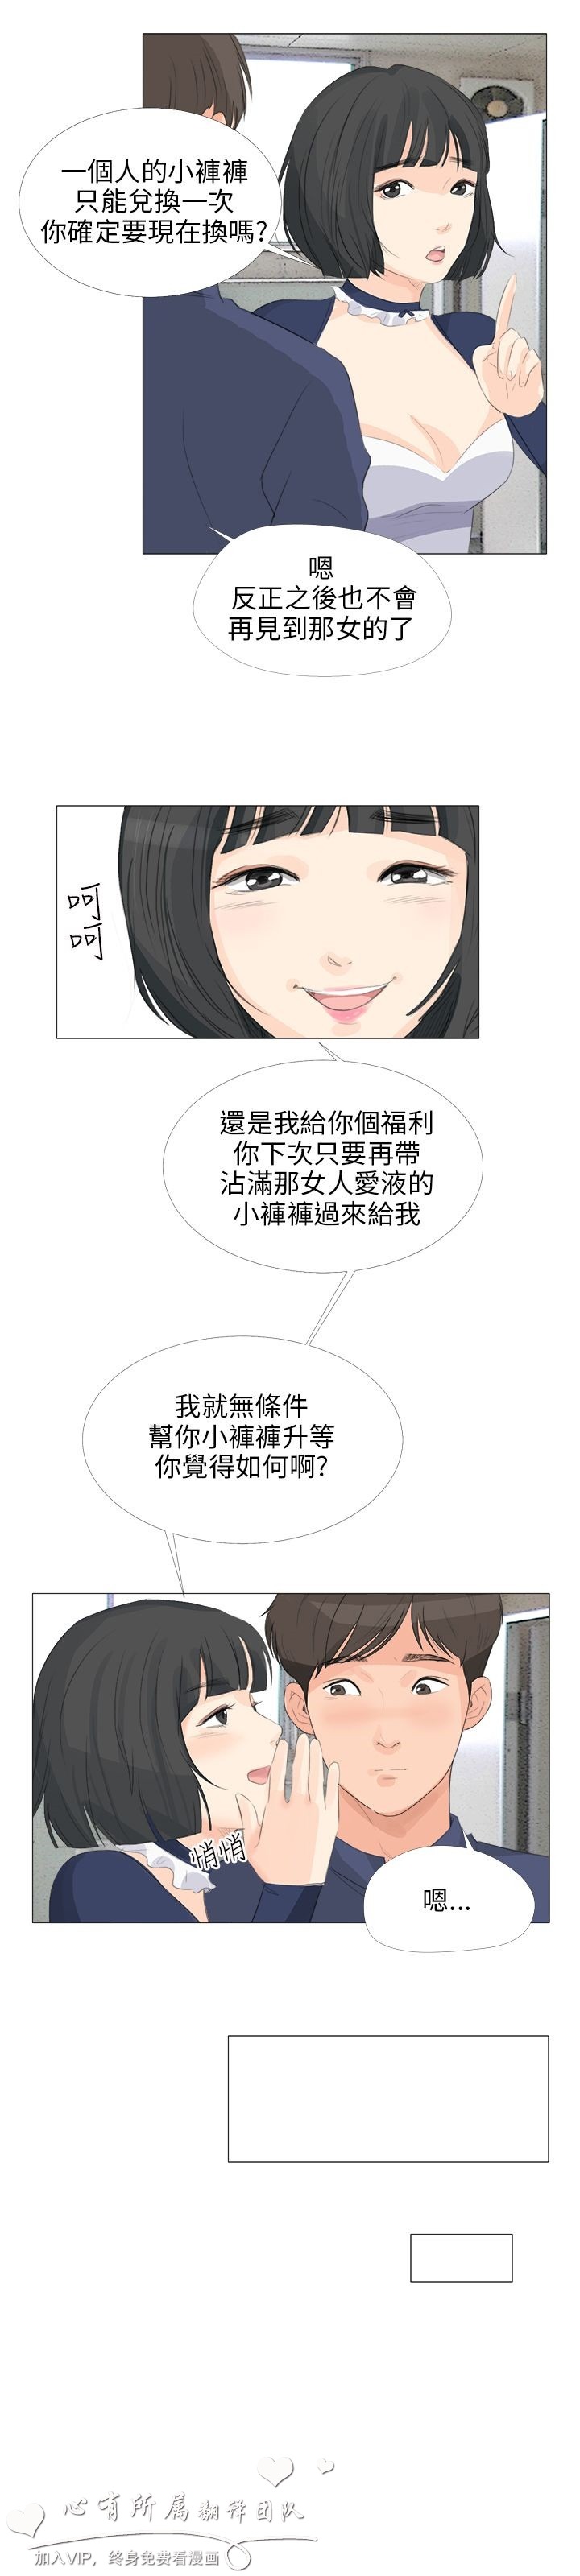 一個人的小褲褲
只能兌換一次
你確定要現在換嗎?
嗯
反正之後也不會
再見到那女的了
呵
呵
還是我給你個福利
你下次只要再帶
沾滿那女人愛液的
小褲褲過來給我
我就無條件
幫你小褲褲升等
你覺得如何啊?
悄悄
嗯...
心有所属翻译团队
加入VIP，终身免费看漫画